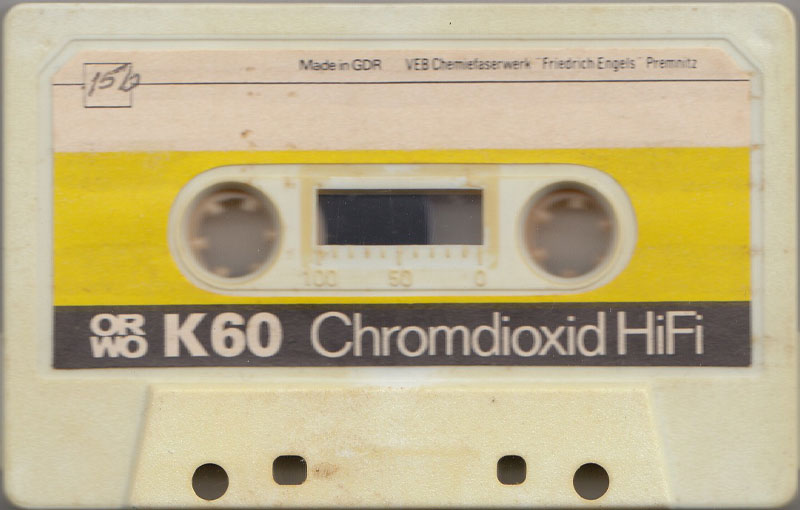 Made in GDR VEB Chemiefaserwerk "Friedrich Engels" Premnitz
15b
100 50 0
ORWO K60 Chromdioxid HiFi